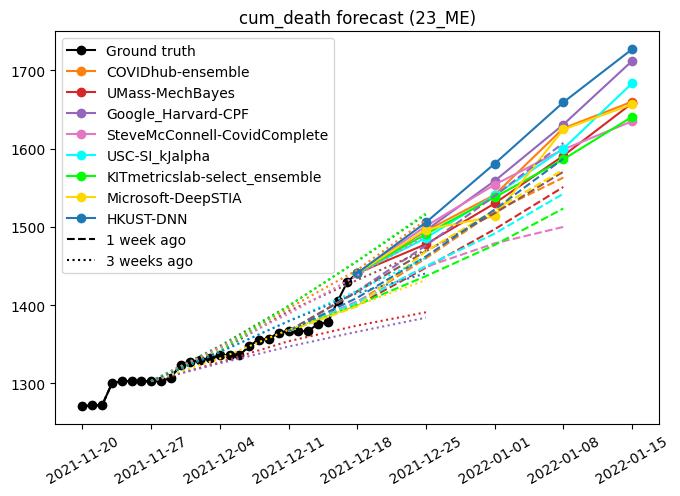 cum_death forecast (23_ME)
Ground truth
COVIDhub-ensemble
UMass-MechBayes
Google_Harvard-CPF
SteveMcConnell-CovidComplete
USC-SI_kJalpha
KITmetricslab-select_ensemble
Microsoft-DeepSTIA
HKUST-DNN
1 week ago
3 weeks ago
1700
1600
1500
1400
1300
2021-11-20
2021-11-27
2021-12-04
2021-12-11
2021-12-18
2021-12-25
2022-01-01
2022-01-08
2022-01-15